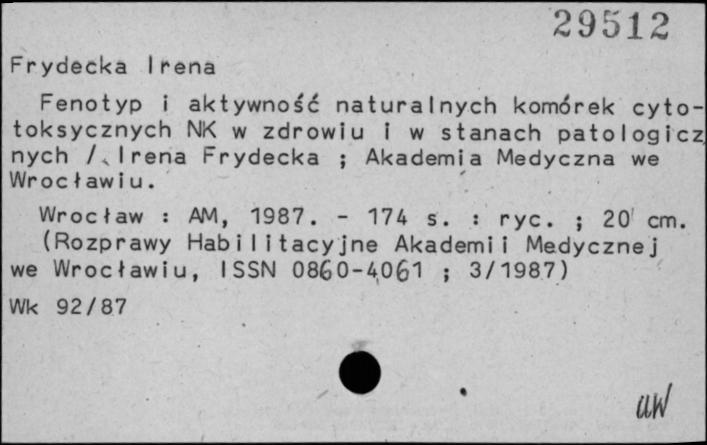 29512
Frydecka Irena
Fenotyp i aktywność naturalnych komórek cyto-
toksycznych NK w zdrowiu i w stanach patologicz
nych / Irena Frydecka ; Akademia Medyczna we
Wrocławiu.
Wrocław : AM, 1987. - 174 s. : ryc. ; 20 cm.
(Rozprawy Habilitacyjne Akademii Medycznej
we Wrocławiu, ISSN 0860-4061 ; 3/1987)
Wk 92/87
UW